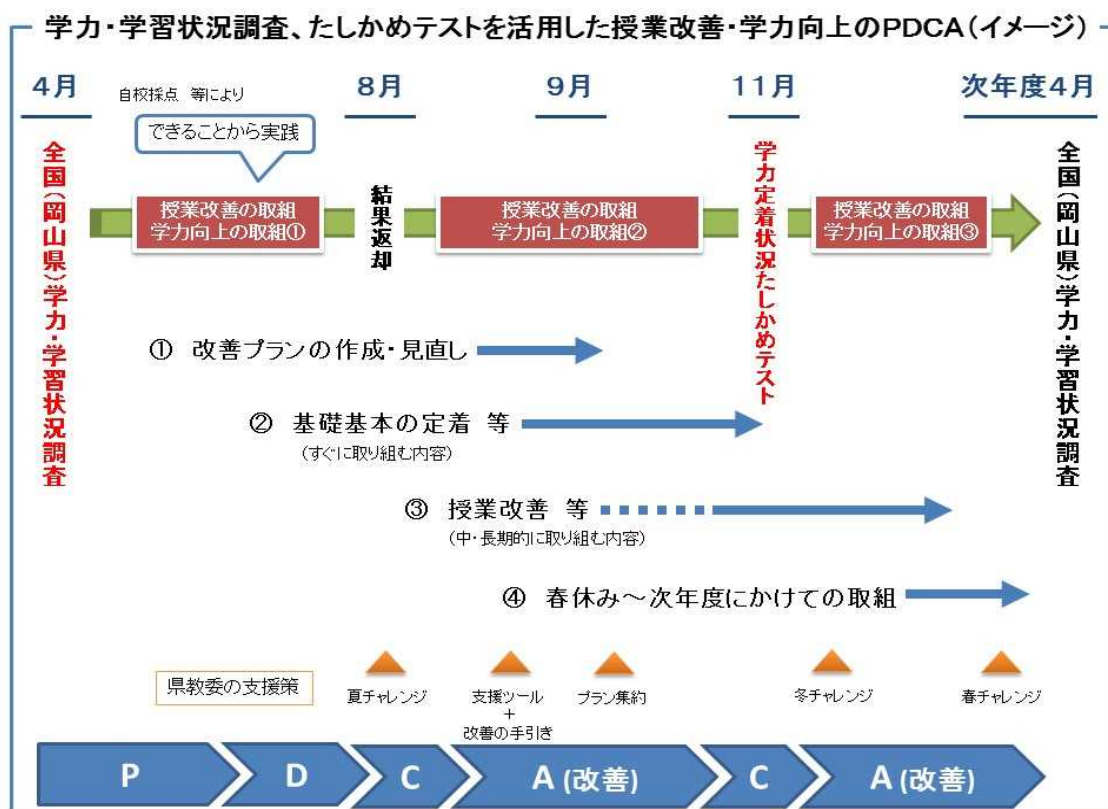 学力・学習状況調査、たしかめテストを活用した授業改善・学力向上のPDCA(イメージ)
4月
8月
9月
11月
次年度4月
自校採点 等により
できることから実践
全国(岡山県)学力・学習状況調査
授業改善の取組
学力向上の取組①
結果返却
授業改善の取組
学力向上の取組②
学力定着状況たしかめテスト
授業改善の取組
学力向上の取組③
全国(岡山県)学力・学習状況調査
① 改善プランの作成・見直し
② 基礎基本の定着 等
(すぐに取り組む内容)
③ 授業改善 等
(中・長期的に取り組む内容)
④ 春休み～次年度にかけての取組
県教委の支援策
夏チャレンジ
支援ツール
+
改善の手引き
プラン集約
冬チャレンジ
春チャレンジ
P
D
C
A(改善)
C
A(改善)